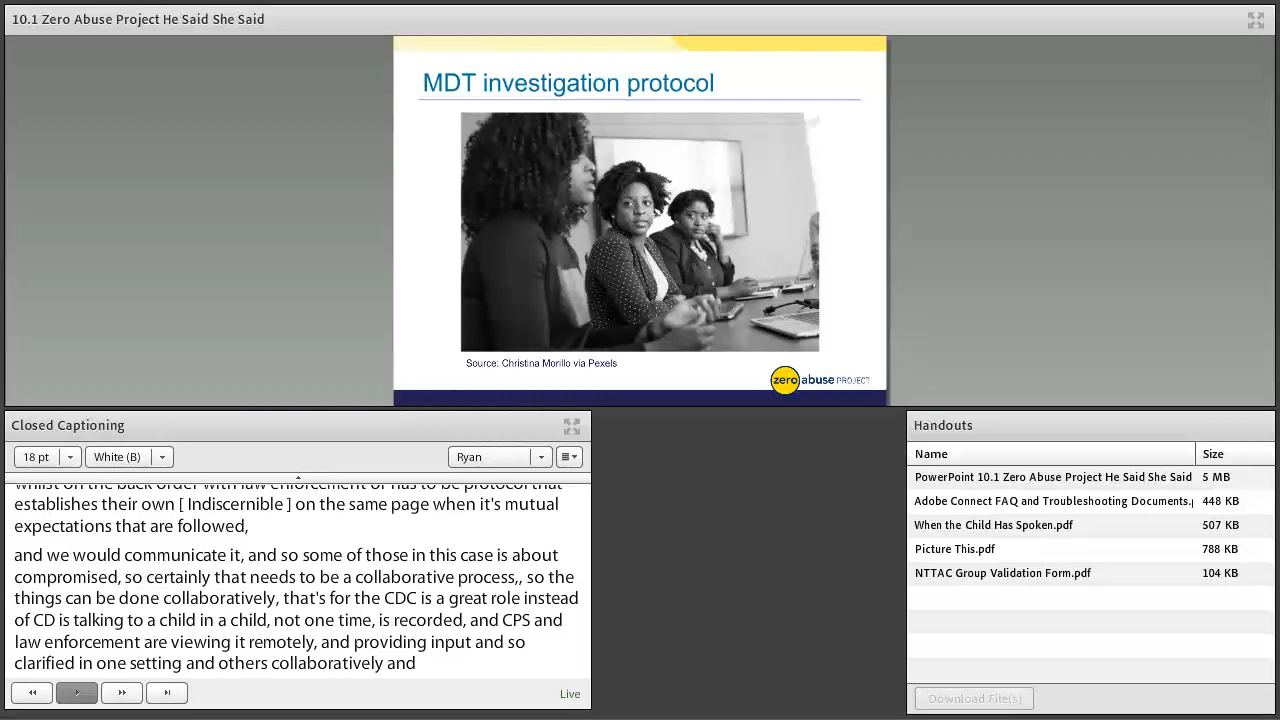 10.1 Zero Abuse Project He Said She Said
MDT investigation protocol
Source: Christina Morillo via Pexels
zero abuse PROJECT
Closed Captioning
18 pt
White (B)
Ryan
establishes their own [ Indiscernible ] on the same page when it's mutual
expectations that are followed,
and we would communicate it, and so some of those in this case is about
compromised, so certainly that needs to be a collaborative process,, so the
things can be done collaboratively, that's for the CDC is a great role instead
of CD is talking to a child in a child, not one time, is recorded, and CPS and
law enforcement are viewing it remotely, and providing input and so
clarified in one setting and others collaboratively and
Live
Handouts
Name Size
PowerPoint 10.1 Zero Abuse Project He Said She Said 5 MB
Adobe Connect FAQ and Troubleshooting Documents.p 448 KB
When the Child Has Spoken.pdf 507 KB
Picture This.pdf 788 KB
NTTAC Group Validation Form.pdf 104 KB
Download File(s)